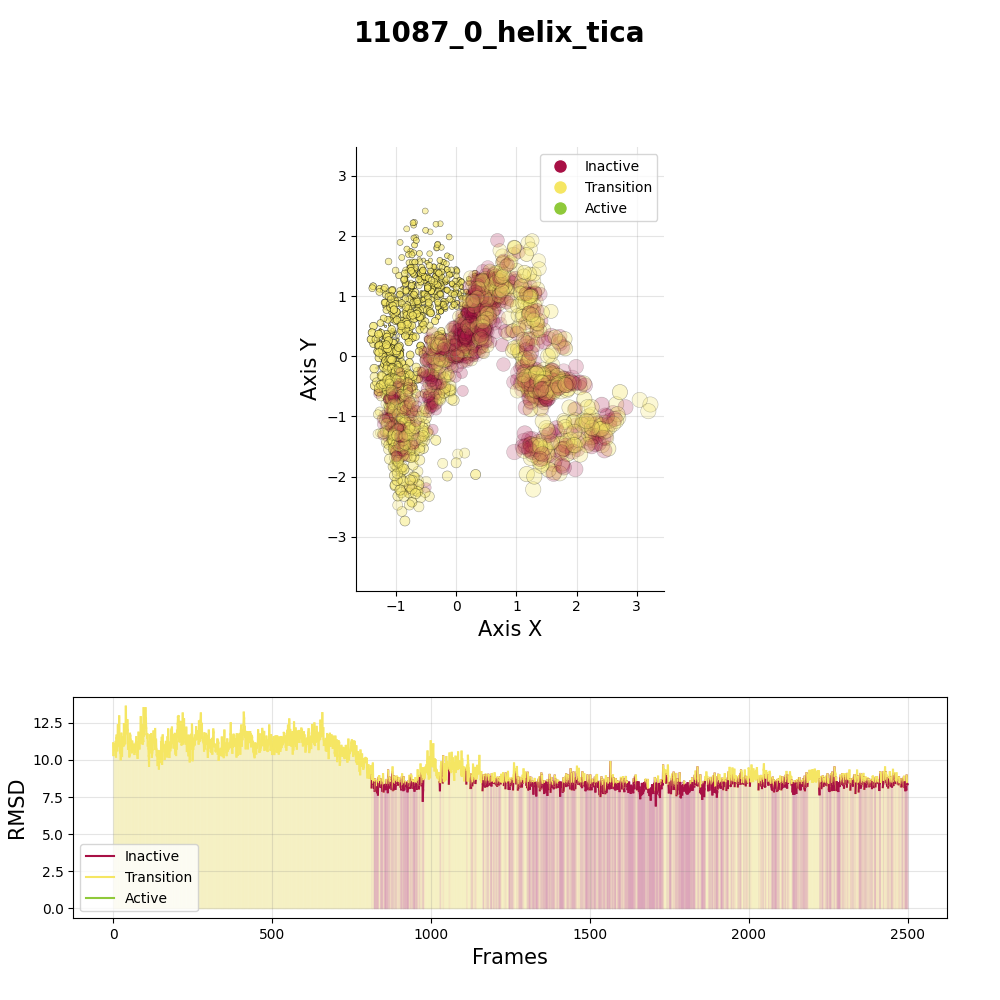 11087_0_helix_tica
Inactive
Transition
Active
3
2
1
0
−1
−2
−3
Axis Y
−1 0 1 2 3
Axis X
12.5
10.0
7.5
5.0
2.5
0.0
RMSD
Inactive
Transition
Active
0 500 1000 1500 2000 2500
Frames